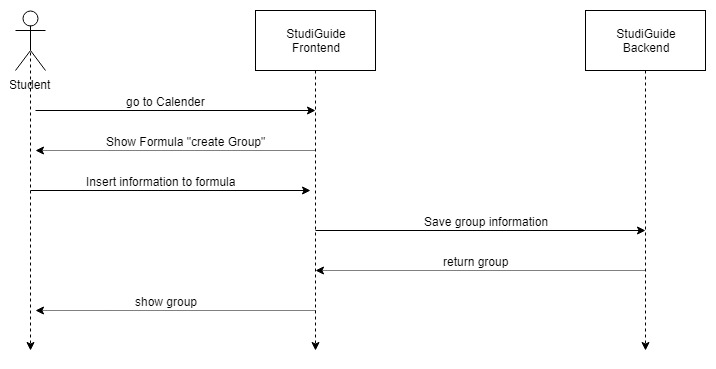 StudiGuide
Frontend
StudiGuide
Backend
Student
go to Calender
Show Formula "create Group"
Insert information to formula
Save group information
return group
show group